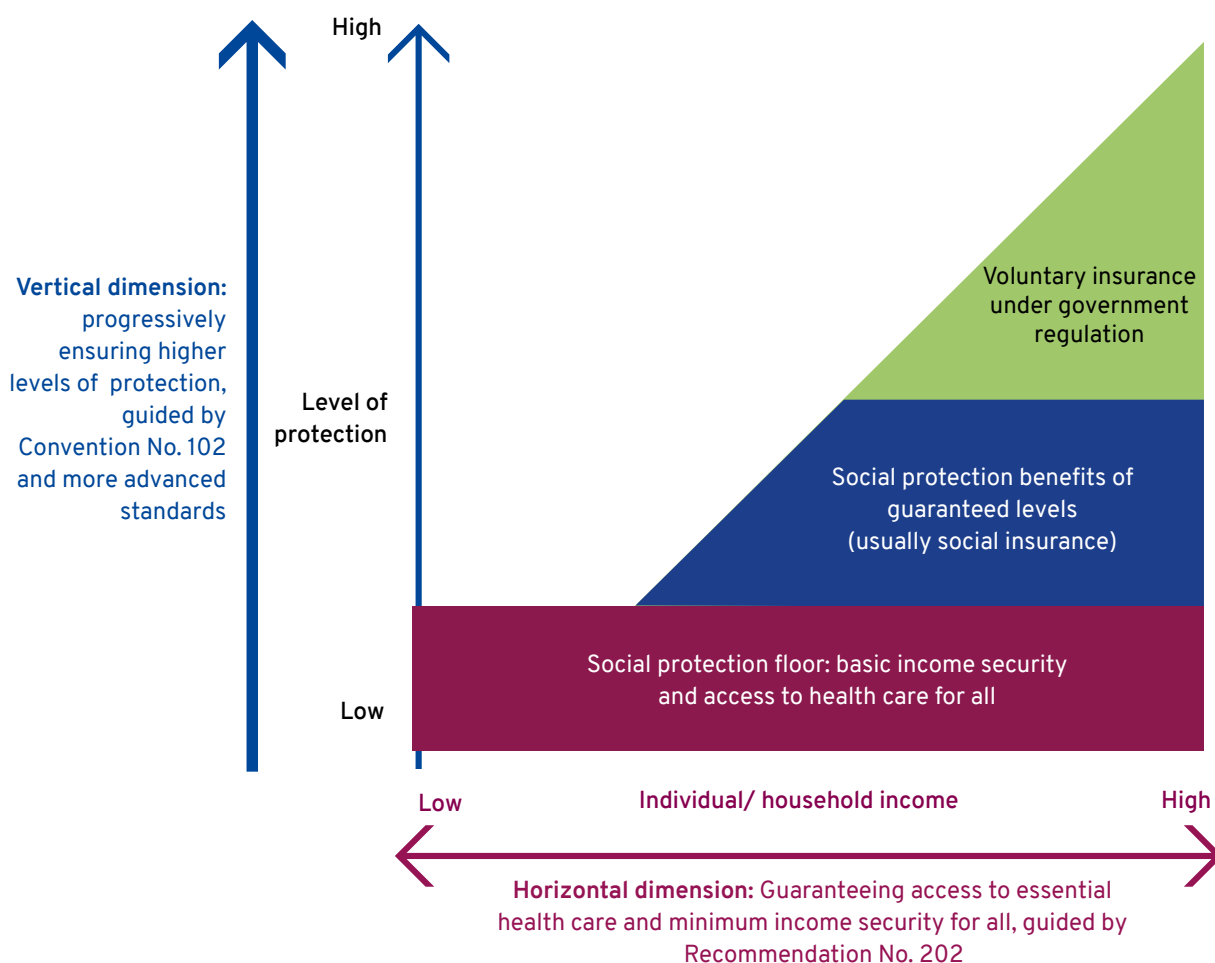 High
Vertical dimension:
progressively
ensuring higher
levels of protection,
guided by
Convention No. 102
and more advanced
standards
Level of
protection
Low
Voluntary insurance
under government
regulation
Social protection benefits of
guaranteed levels
(usually social insurance)
Social protection floor: basic income security
and access to health care for all
Low
Individual/ household income
High
Horizontal dimension: Guaranteeing access to essential
health care and minimum income security for all, guided by
Recommendation No. 202